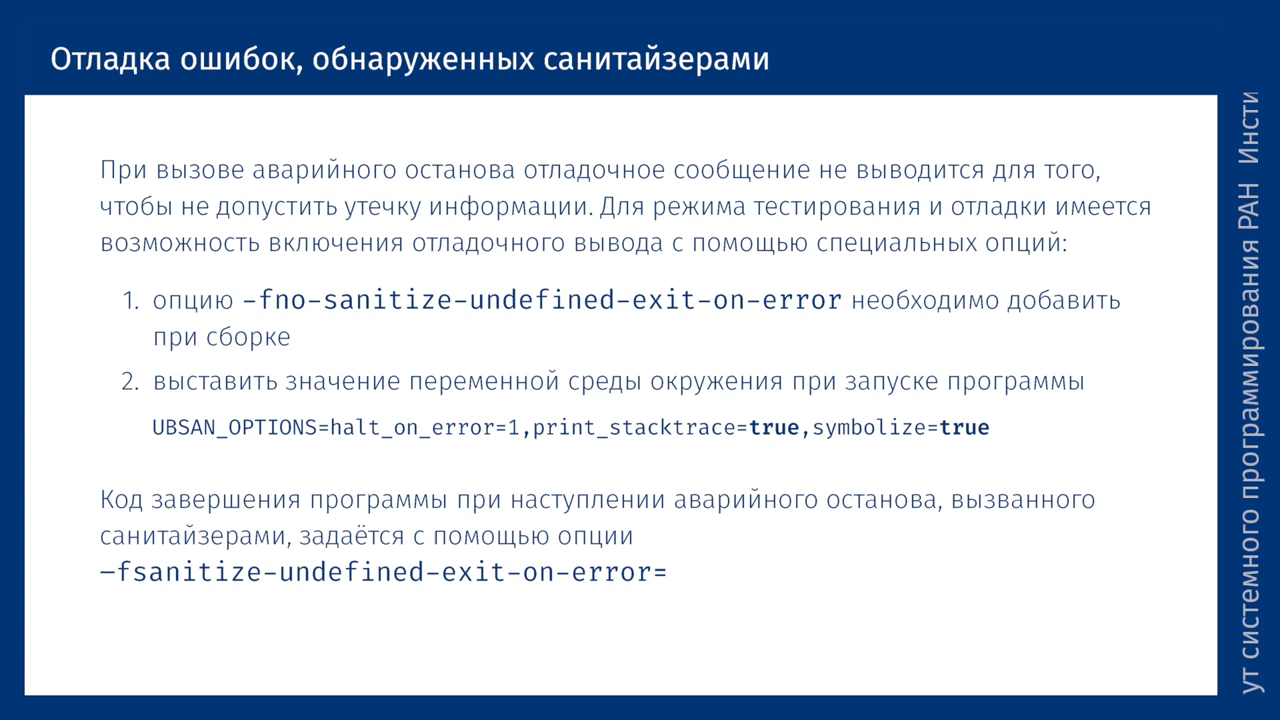 Отладка ошибок, обнаруженных санитайзерами
При вызове аварийного останова отладочное сообщение не выводится для того,
чтобы не допустить утечку информации. Для режима тестирования и отладки имеется
возможность включения отладочного вывода с помощью специальных опций:
1. опцию -fno-sanitize-undefined-exit-on-error необходимо добавить
при сборке
2. выставить значение переменной среды окружения при запуске программы
UBSAN_OPTIONS=halt_on_error=1,print_stacktrace=true,symbolize=true
Код завершения программы при наступлении аварийного останова, вызванного
санитайзерами, задаётся с помощью опции
-fsanitize-undefined-exit-on-error=
ут системного программирования РАН Инсти